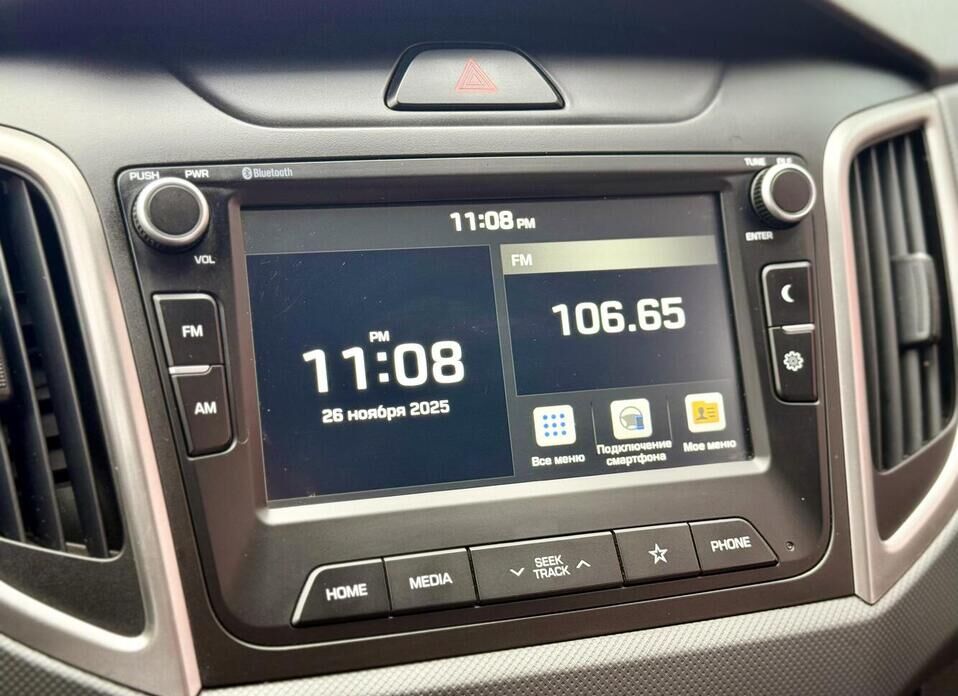 PUSH PWR
Bluetooth
TUNE FILE
VOL
ENTER
11:08 PM
FM
106.65
PM
11:08
26 ноября 2025
Все меню
Подключение
смартфона
Мое меню
FM
AM
HOME
MEDIA
SEEK
TRACK
PHONE